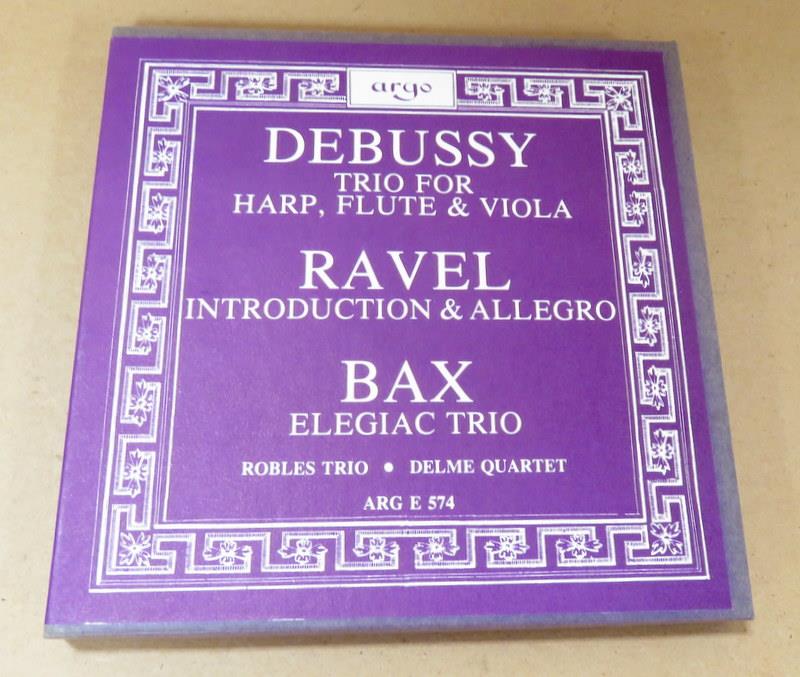 argo
DEBUSSY
TRIO FOR
HARP, FLUTE & VIOLA
RAVEL
INTRODUCTION & ALLEGRO
BAX
ELEGIAC TRIO
ROBLES TRIO • DELME QUARTET
ARG E 574